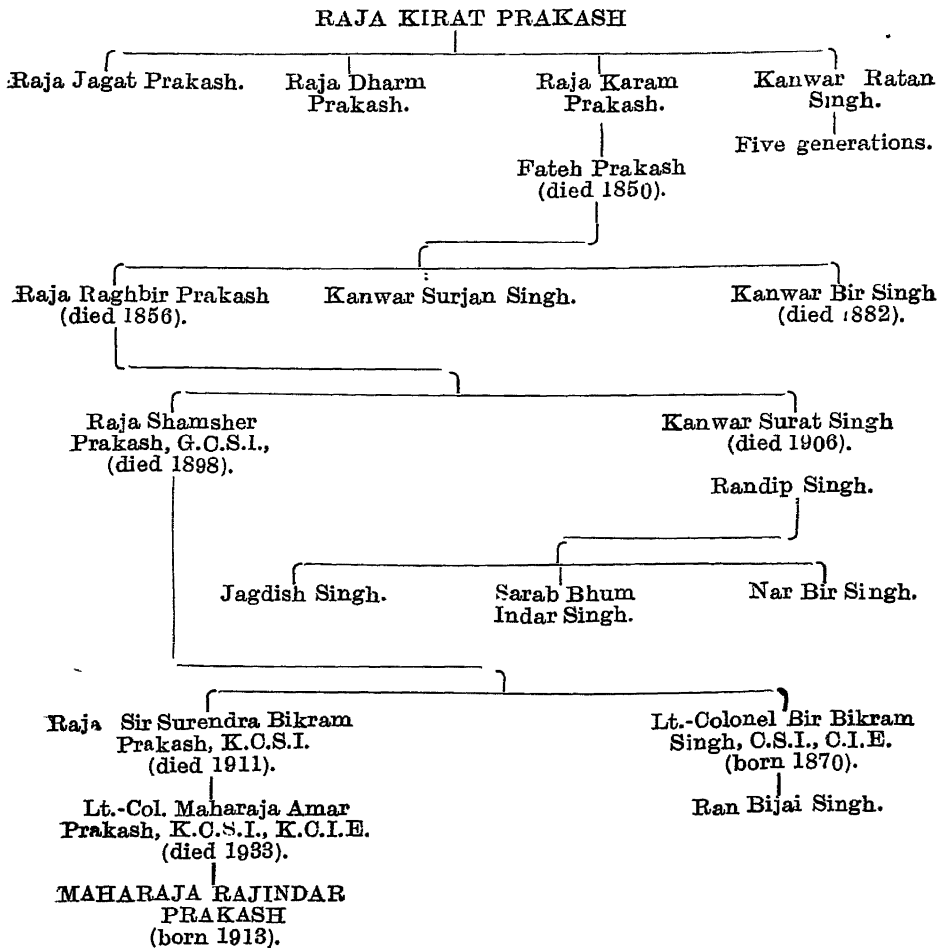 RAJA KIRAT PRAKASH
Raja Jagat Prakash.
Raja Dharm
Prakash.
Raja Karam
Prakash.
Kanwar Ratan
Singh.
Five generations.
Fateh Prakash
(died 1850).
Raja Raghbir Prakash
(died 1856).
Kanwar Surjan Singh.
Kanwar Bir Singh
(died 1882).
Raja Shamsher
Prakash, G.C.S.I.,
(died 1898).
Kanwar Surat Singh
(died 1906).
Randip Singh.
Jagdish Singh.
Sarab Bhum
Indar Singh.
Nar Bir Singh.
Raja Sir Surendra Bikram
Prakash, K.C.S.I.
(died 1911).
Lt.-Colonel Bir Bikram
Singh, C.S.I., C.I.E.
(born 1870).
Lt.-Col. Maharaja Amar
Prakash, K.C.S.I., K.C.I.E.
(died 1933).
Ran Bijai Singh.
MAHARAJA RAJINDAR
PRAKASH
(born 1913).